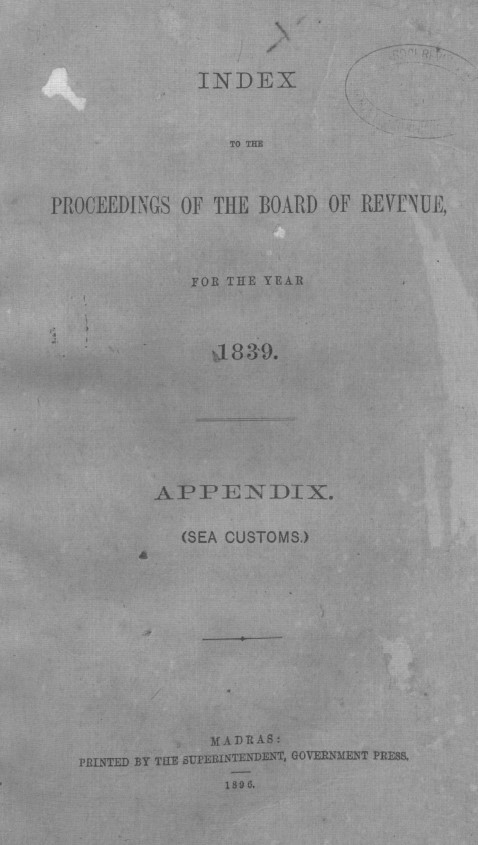 INDEX
TO THE
PROCEEDINGS OF THE BOARD OF REVENUE,
FOR THE YEAR
1839.
APPENDIX.
(SEA CUSTOMS.)
MADRAS:
PRINTED BY THE SUPERINTENDENT, GOVERNMENT PRESS.
1896.